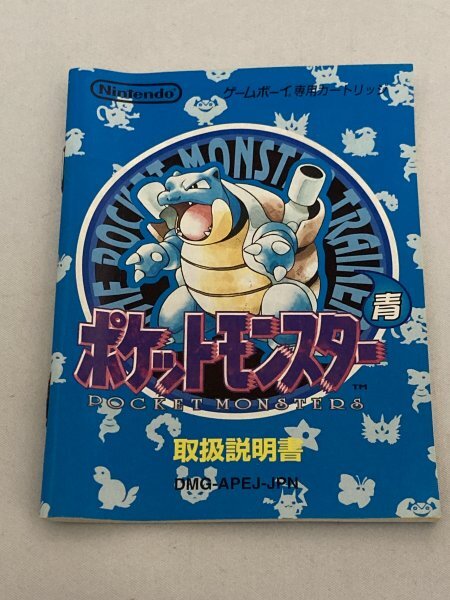 Nintendo
ゲームボーイ専用カートリッジ
THE POCKET MONSTER TRAINER
青
ポケットモンスター
TM
POCKET MONSTERS
取扱説明書
DMG-APEJ-JPN